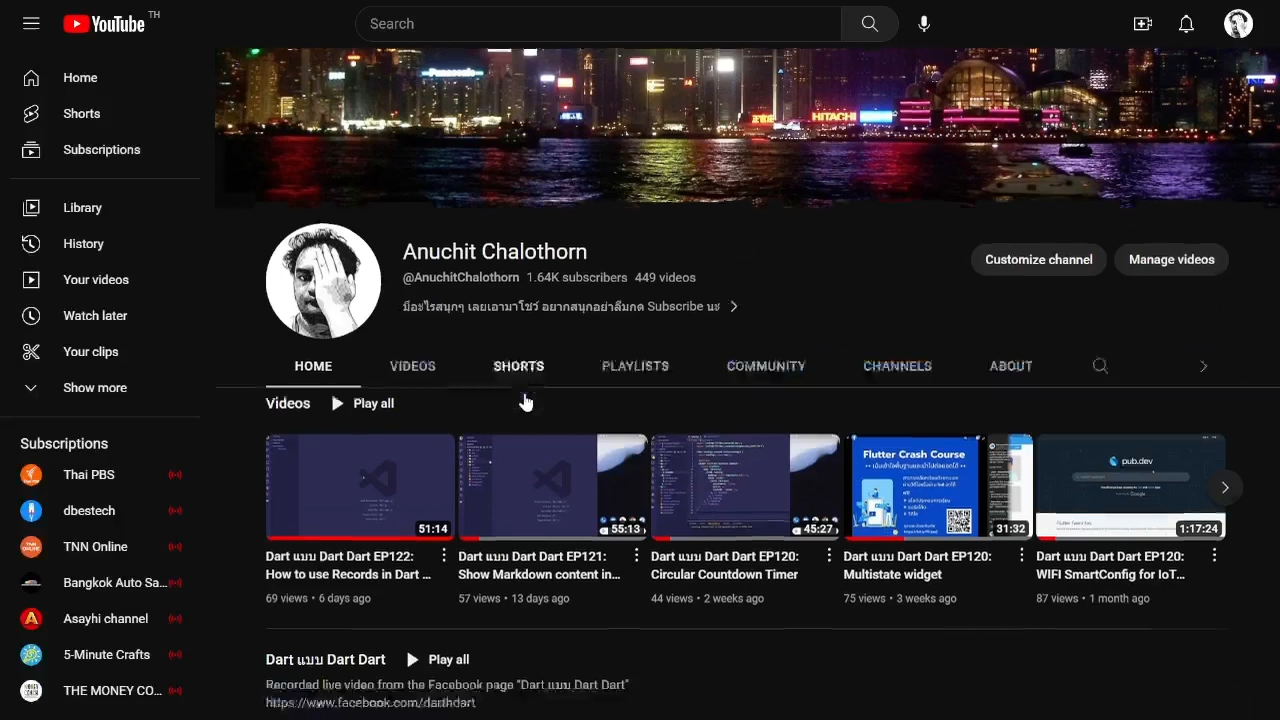 YouTube TH
Search
Home
Shorts
Subscriptions
Library
History
Your videos
Watch later
Your clips
Show more
Subscriptions
Thai PBS
dbestech
TNN Online
Bangkok Auto Sa...
Asayhi channel
5-Minute Crafts
THE MONEY CO...
Panasonic
HITACHI
Anuchit Chalothorn
@AnuchitChalothorn 1.64K subscribers 449 videos
มีอะไรสนุกๆ เลยเอามาโชว์ อยากสนุกอย่าลืมกด Subscribe นะ
Customize channel
Manage videos
HOME
VIDEOS
SHORTS
PLAYLISTS
COMMUNITY
CHANNELS
ABOUT
Videos
Play all
51:14
55:13
45:27
Flutter Crash Course
31:32
pub.dev
Google
1:17:24
Dart แบบ Dart Dart EP122:
How to use Records in Dart ...
69 views • 6 days ago
Dart แบบ Dart Dart EP121:
Show Markdown content in...
57 views • 13 days ago
Dart แบบ Dart Dart EP120:
Circular Countdown Timer
44 views • 2 weeks ago
Dart แบบ Dart Dart EP120:
Multistate widget
75 views • 3 weeks ago
Dart แบบ Dart Dart EP120:
WIFI SmartConfig for IoT...
87 views • 1 month ago
Dart แบบ Dart Dart
Play all
Recorded live video from the Facebook page "Dart แบบ Dart Dart"
https://www.facebook.com/darthdart